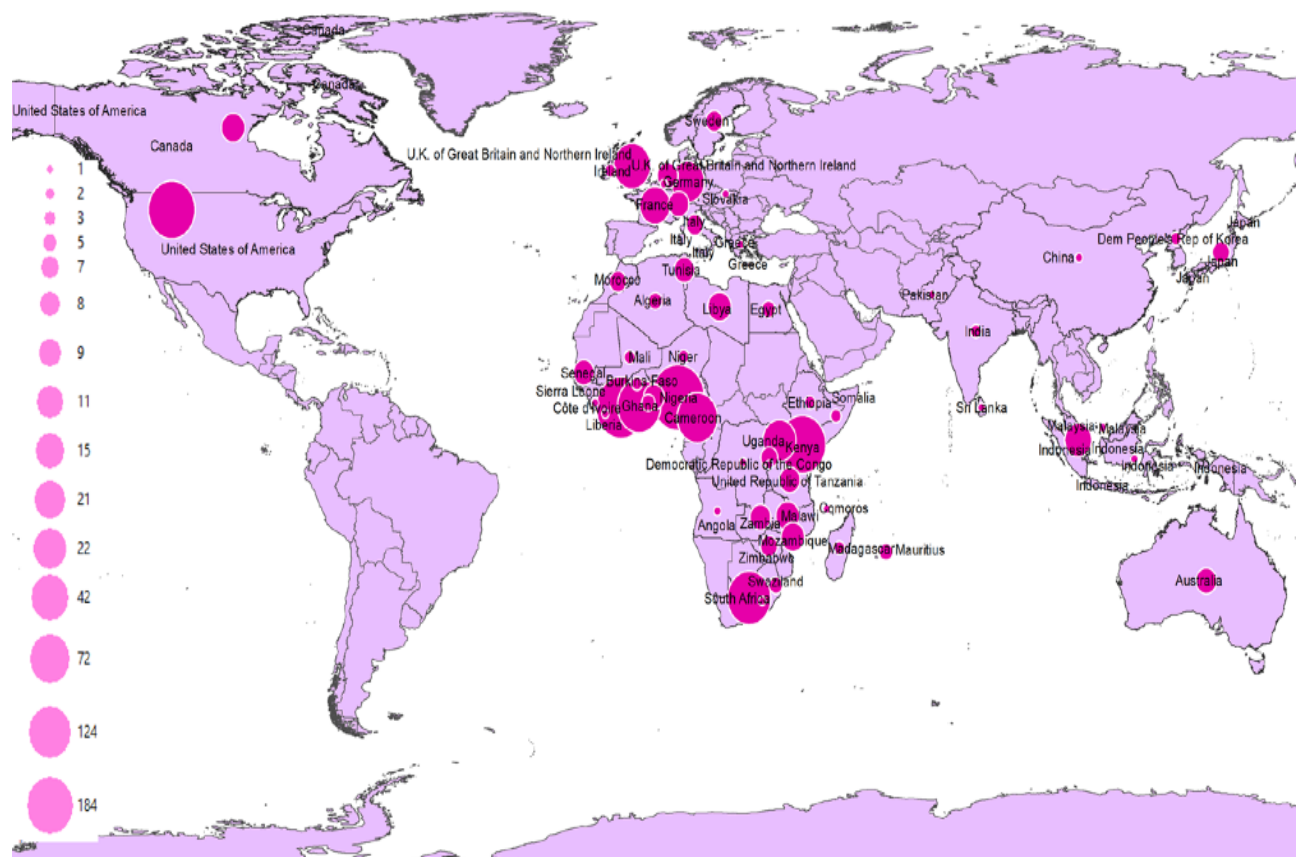 Canada
Canada
United States of America
Canada
United States of America
Sweden
U.K. of Great Britain and Northern Ireland
U.K. of Great Britain and Northern Ireland
Ireland
Germany
Slovakia
France
Italy
Italy
Italy
Greece
Greece
Japan
Dem People's Rep of Korea
Japan
Japan
China
Pakistan
India
Sri Lanka
Morocco
Tunisia
Algeria
Libya
Egypt
Mali
Niger
Senegal
Burkina Faso
Sierra Leone
Nigeria
Côte d'Ivoire
Ghana
Liberia
Cameroon
Ethiopia
Somalia
Uganda
Kenya
Democratic Republic of the Congo
United Republic of Tanzania
Malaysia
Malaysia
Indonesia
Indonesia
Indonesia
Indonesia
Indonesia
Angola
Zambia
Malawi
Comoros
Mozambique
Zimbabwe
Madagascar
Mauritius
Swaziland
South Africa
Australia
1
2
3
5
7
8
9
11
15
21
22
42
72
124
184